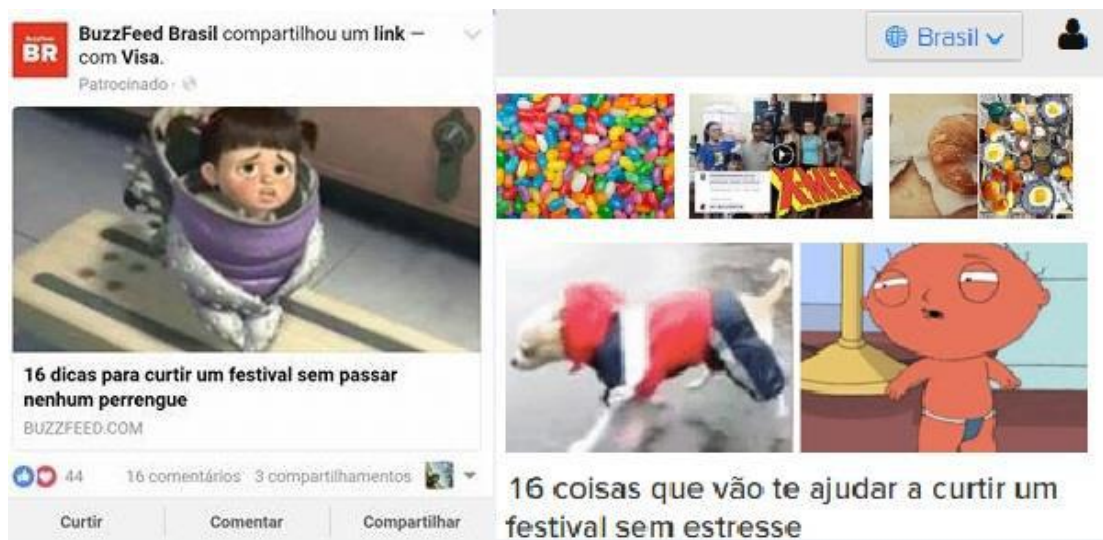 BuzzFeed
BR
BuzzFeed Brasil compartilhou um link —
com Visa.
Patrocinado ·
16 dicas para curtir um festival sem passar
nenhum perrengue
BUZZFEED.COM
44 16 comentários 3 compartilhamentos
Curtir Comentar Compartilhar
Brasil
X-MEN
16 coisas que vão te ajudar a curtir um
festival sem estresse